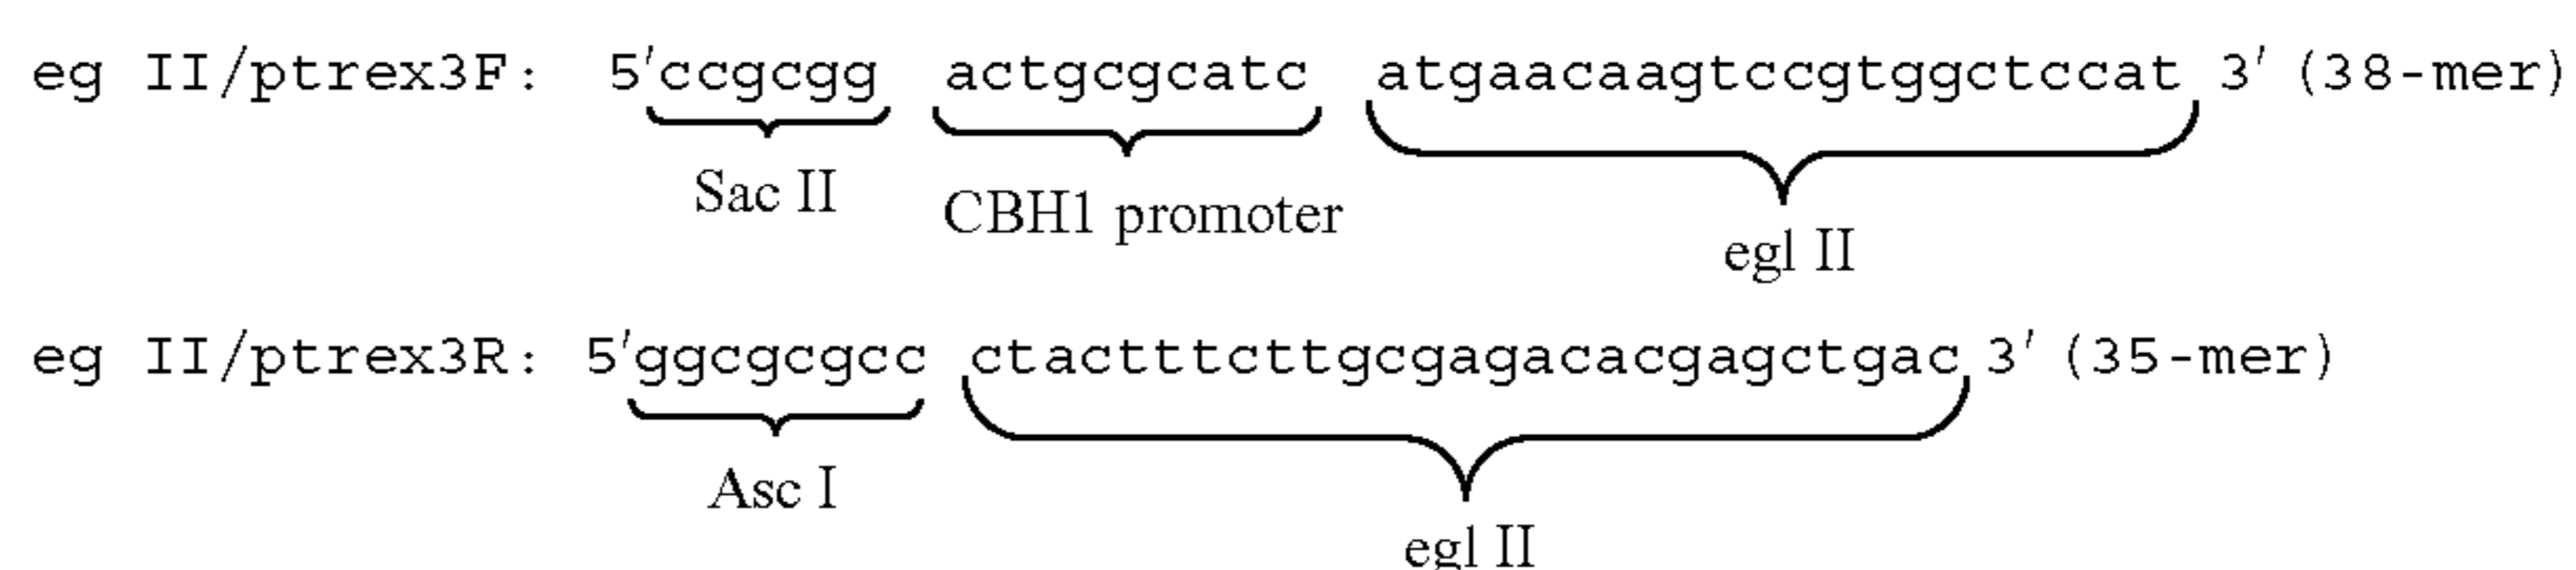 eg II/ptrex3F: 5′ccgcgg actgcgcatc atgaacaagtccgtggctccat 3′ (38-mer)
Sac II
CBH1 promoter
egl II
eg II/ptrex3R: 5′ggcgcgcc ctactttcttgcgagacacgagctgac 3′ (35-mer)
Asc I
egl II